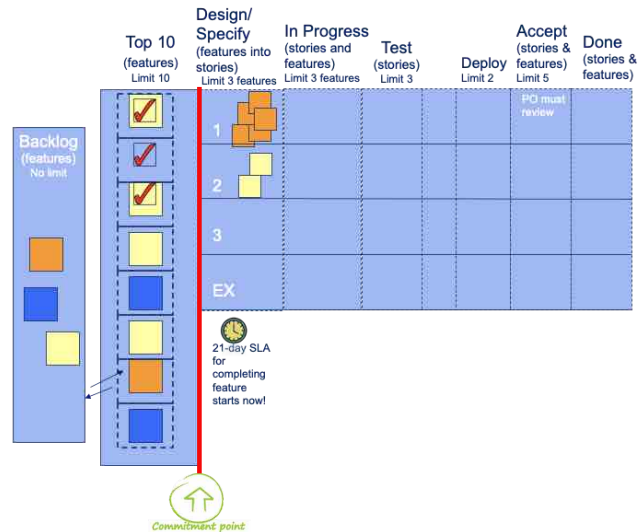 Backlog
(features)
No limit
Top 10
(features)
Limit 10
Design/
Specify
(features into
stories)
Limit 3 features
In Progress
(stories and
features)
Limit 3 features
Test
(stories)
Limit 3
Deploy
Limit 2
Accept
(stories &
features)
Limit 5
Done
(stories &
features)
PO must
review
1
2
3
EX
21-day SLA
for
completing
feature
starts now!
Commitment point